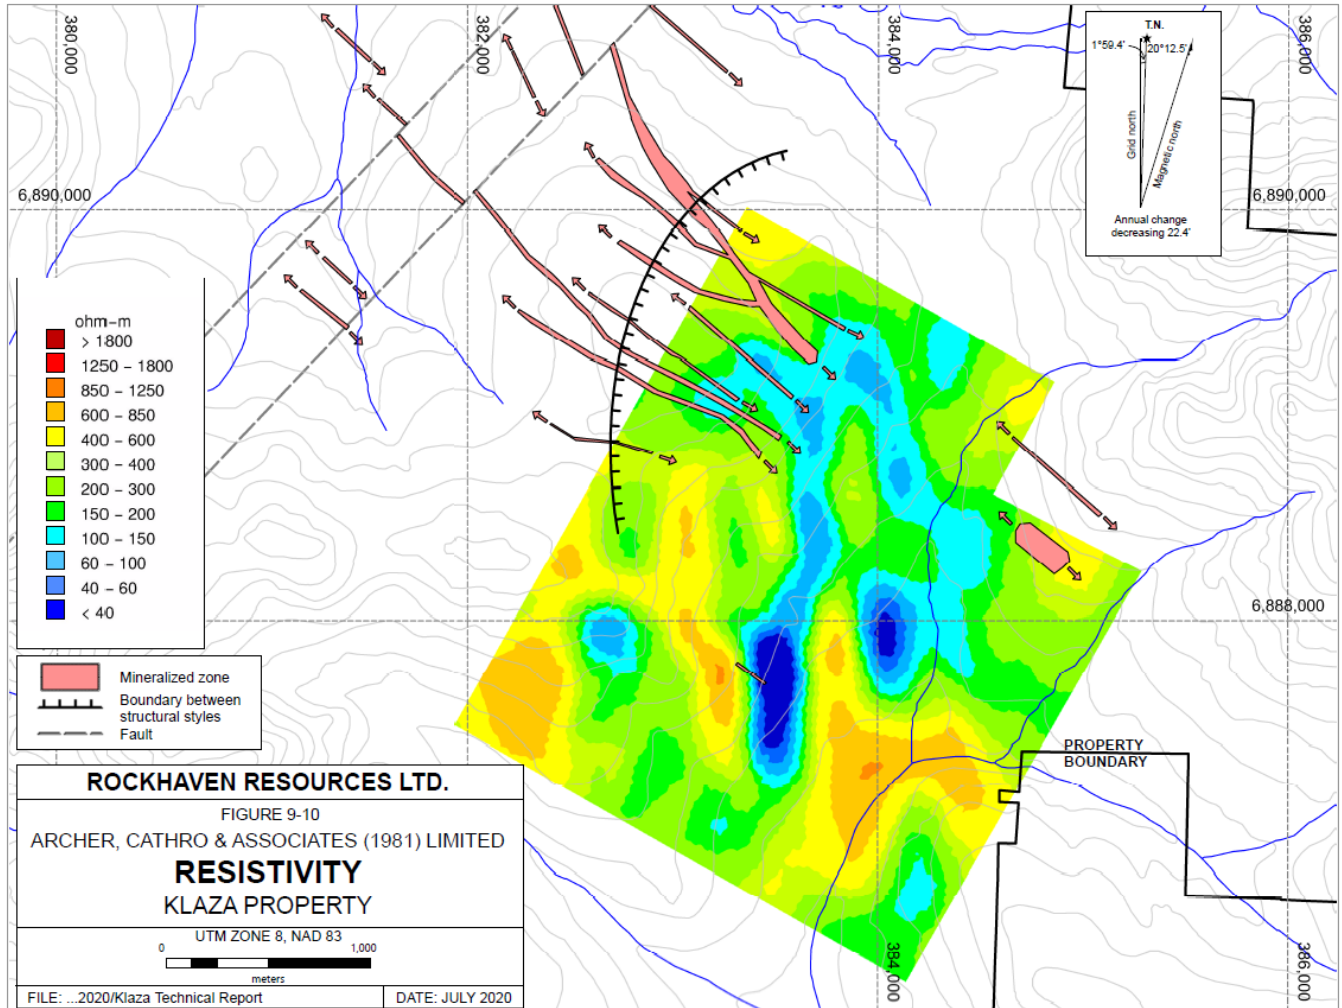 380,000
382,000
384,000
386,000
T.N.
1°59.4'
20°12.5'
Grid north
Magnetic north
Annual change
decreasing 22.4'
6,890,000
6,890,000
ohm-m
> 1800
1250 - 1800
850 - 1250
600 - 850
400 - 600
300 - 400
200 - 300
150 - 200
100 - 150
60 - 100
40 - 60
< 40
6,888,000
Mineralized zone
Boundary between
structural styles
Fault
PROPERTY
BOUNDARY
ROCKHAVEN RESOURCES LTD.
FIGURE 9-10
ARCHER, CATHRO & ASSOCIATES (1981) LIMITED
RESISTIVITY
KLAZA PROPERTY
UTM ZONE 8, NAD 83
0 1,000
meters
FILE: ...2020/Klaza Technical Report
DATE: JULY 2020
384,000
386,000